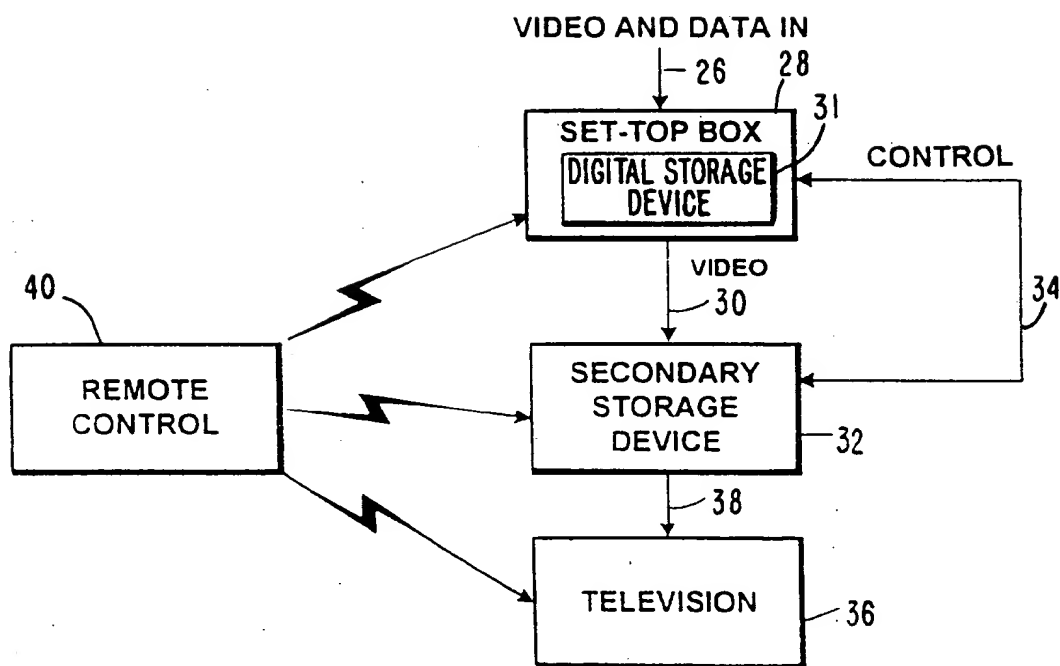 VIDEO AND DATA IN
26
28
SET-TOP BOX
31
DIGITAL STORAGE
DEVICE
CONTROL
VIDEO
30
34
40
REMOTE
CONTROL
SECONDARY
STORAGE
DEVICE
32
38
TELEVISION
36